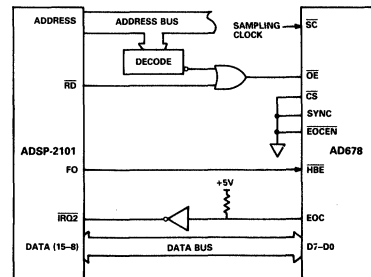 ADDRESS
ADDRESS BUS
SAMPLING
CLOCK
SC
DECODE
OE
RD
CS
SYNC
EOCEN
ADSP-2101
AD678
FO
HBE
+5V
IRQ2
EOC
DATA (15–8)
DATA BUS
D7–D0